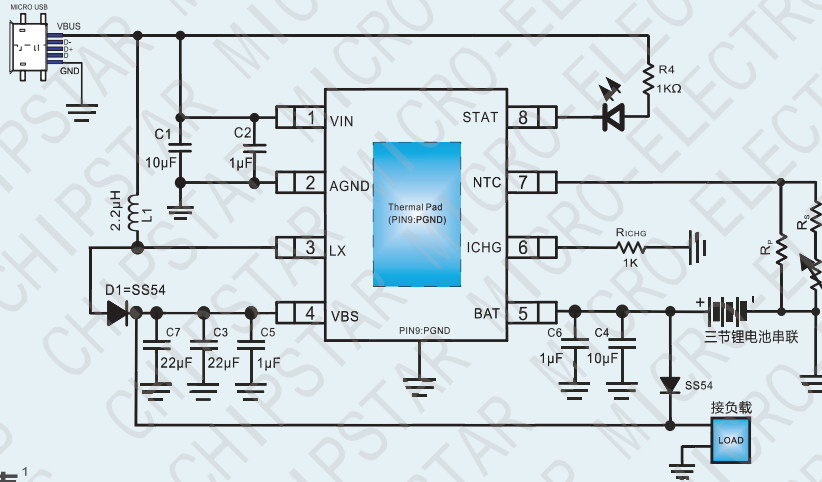 MICRO USB
VBUS
D-
D+
GND
R4
1KΩ
C1
10μF
C2
1μF
1 VIN
2 AGND
3 LX
4 VBS
STAT 8
NTC 7
ICHG 6
BAT 5
Thermal Pad
(PIN9:PGND)
PIN9:PGND
2.2μH
L1
D1=SS54
C7
22μF
C3
22μF
C5
1μF
RICHG
1K
RP
RS
C6
1μF
C4
10μF
+
-
三节锂电池串联
SS54
接负载
LOAD
1
CHIPSTAR MICRO-ELECTRO